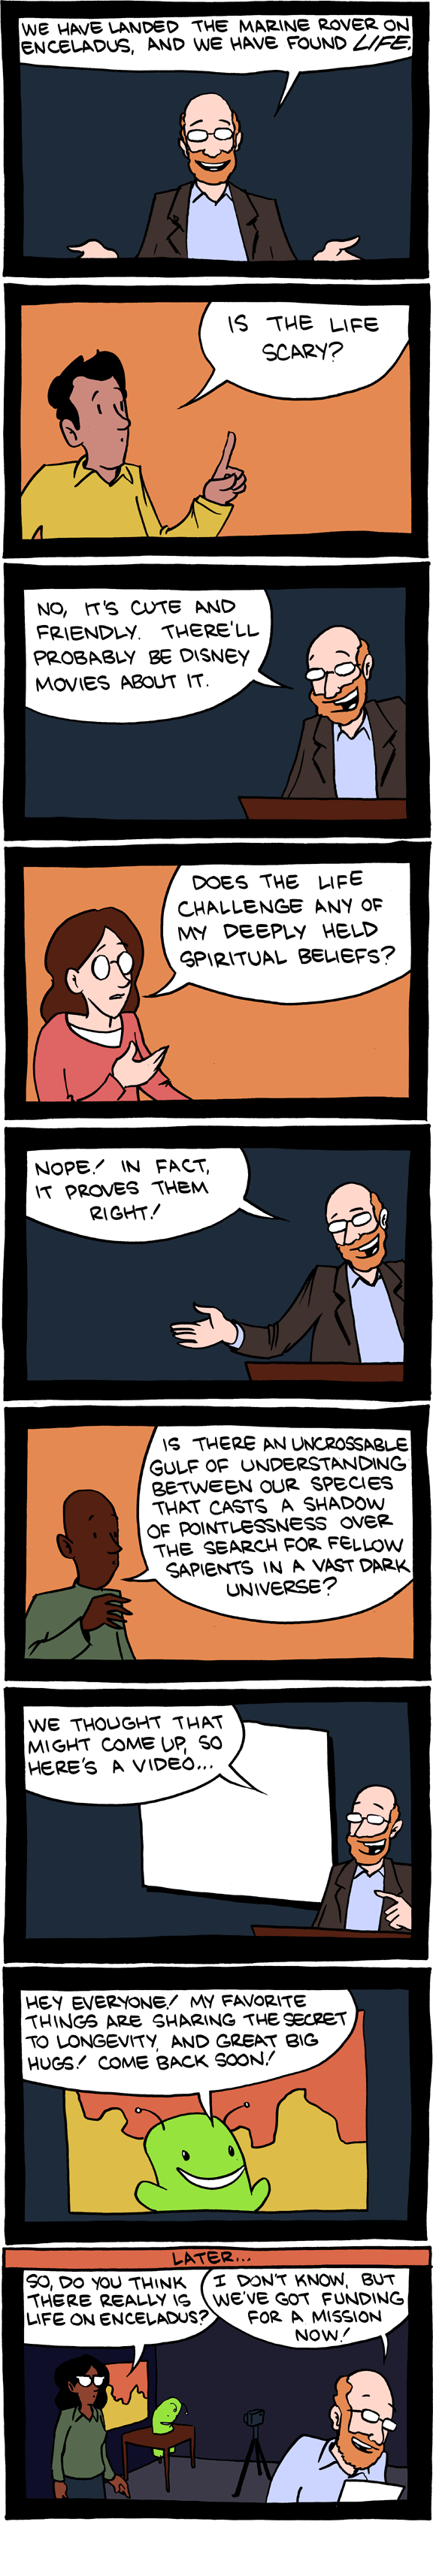 WE HAVE LANDED THE MARINE ROVER ON
ENCELADUS, AND WE HAVE FOUND LIFE.
IS THE LIFE
SCARY?
NO, IT'S CUTE AND
FRIENDLY. THERE'LL
PROBABLY BE DISNEY
MOVIES ABOUT IT.
DOES THE LIFE
CHALLENGE ANY OF
MY DEEPLY HELD
SPIRITUAL BELIEFS?
NOPE! IN FACT,
IT PROVES THEM
RIGHT!
IS THERE AN UNCROSSABLE
GULF OF UNDERSTANDING
BETWEEN OUR SPECIES
THAT CASTS A SHADOW
OF POINTLESSNESS OVER
THE SEARCH FOR FELLOW
SAPIENTS IN A VAST DARK
UNIVERSE?
WE THOUGHT THAT
MIGHT COME UP, SO
HERE'S A VIDEO...
HEY EVERYONE! MY FAVORITE
THINGS ARE SHARING THE SECRET
TO LONGEVITY, AND GREAT BIG
HUGS! COME BACK SOON!
LATER...
SO, DO YOU THINK
THERE REALLY IS
LIFE ON ENCELADUS?
I DON'T KNOW, BUT
WE'VE GOT FUNDING
FOR A MISSION
NOW!